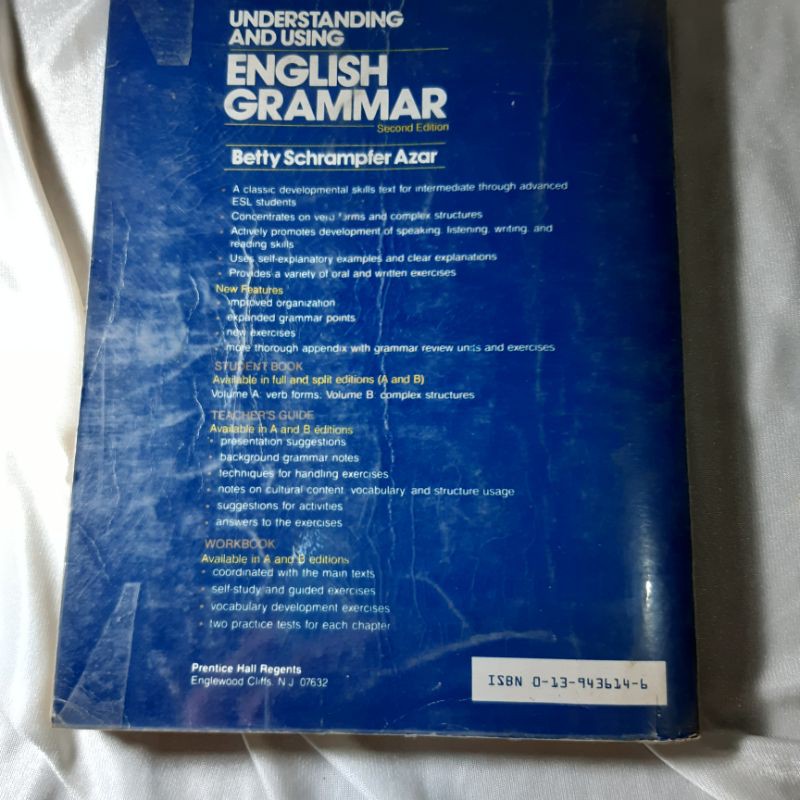 UNDERSTANDING
AND USING
ENGLISH
GRAMMAR
Second Edition
Betty Schrampfer Azar
• A classic developmental skills text for intermediate through advanced
ESL students
• Concentrates on verb forms and complex structures
• Actively promotes development of speaking, listening, writing, and
reading skills
• Uses self-explanatory examples and clear explanations
• Provides a variety of oral and written exercises
New Features
• improved organization
• expanded grammar points
• new exercises
• more thorough appendix with grammar review units and exercises
STUDENT BOOK
Available in full and split editions (A and B)
Volume A: verb forms; Volume B: complex structures
TEACHER'S GUIDE
Available in A and B editions
• presentation suggestions
• background grammar notes
• techniques for handling exercises
• notes on cultural content, vocabulary and structure usage
• suggestions for activities
• answers to the exercises
WORKBOOK
Available in A and B editions
• coordinated with the main texts
• self-study and guided exercises
• vocabulary development exercises
• two practice tests for each chapter
Prentice Hall Regents
Englewood Cliffs, N.J. 07632
ISBN 0-13-943614-6